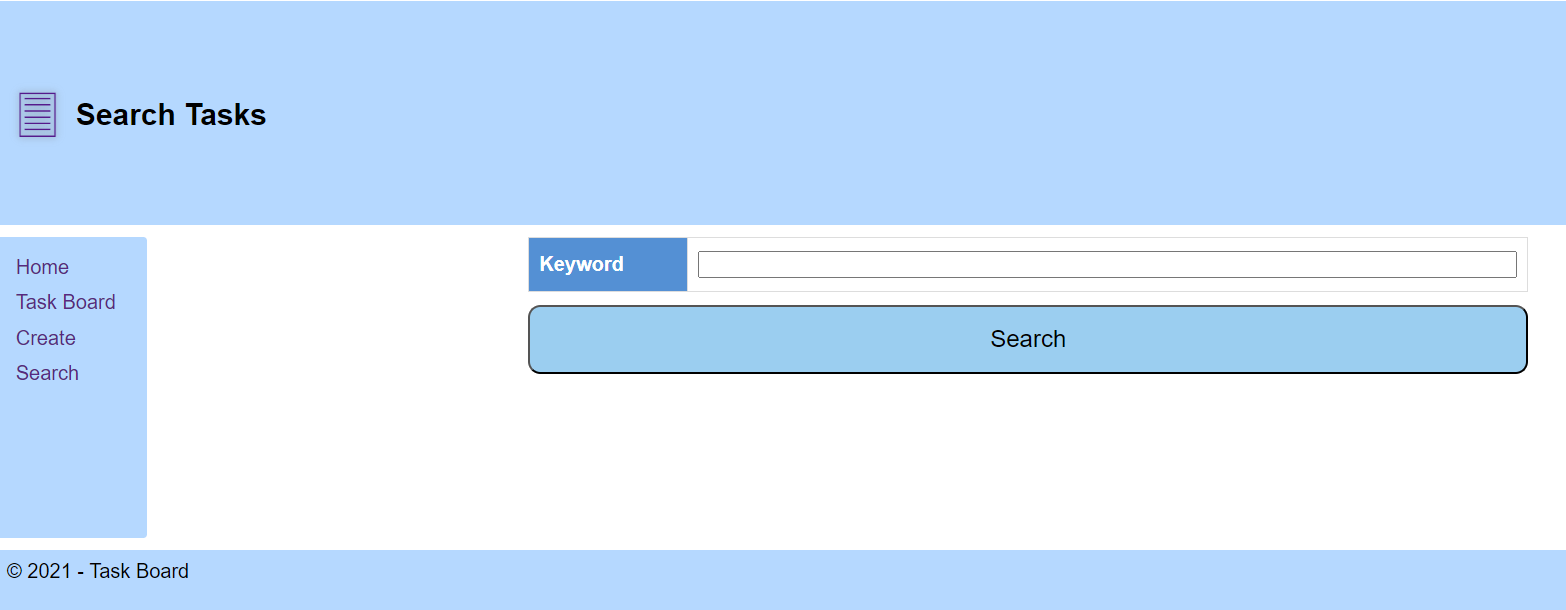 Search Tasks
Home
Task Board
Create
Search
Keyword
Search
© 2021 - Task Board